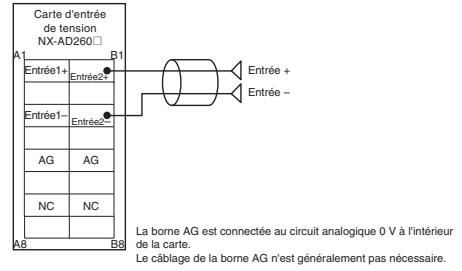 Carte d'entrée
de tension
NX-AD260□
A1 B1
Entrée1+ Entrée2+
Entrée +
Entrée –
Entrée1– Entrée2–
AG AG
NC NC
A8 B8
La borne AG est connectée au circuit analogique 0 V à l'intérieur
de la carte.
Le câblage de la borne AG n'est généralement pas nécessaire.